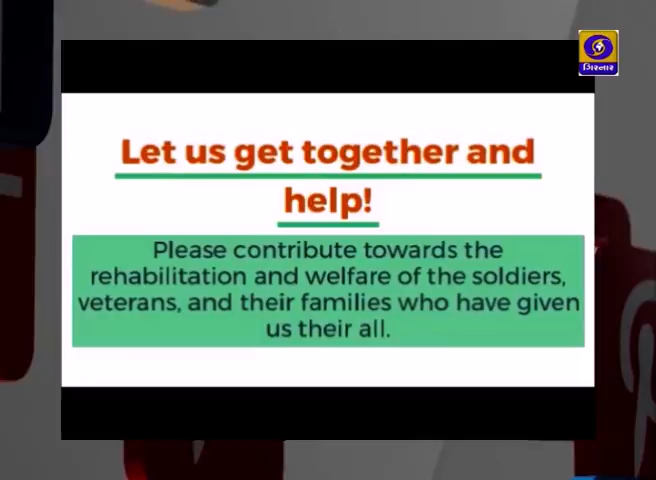 ગિરનાર
Let us get together and
help!
Please contribute towards the
rehabilitation and welfare of the soldiers,
veterans, and their families who have given
us their all.